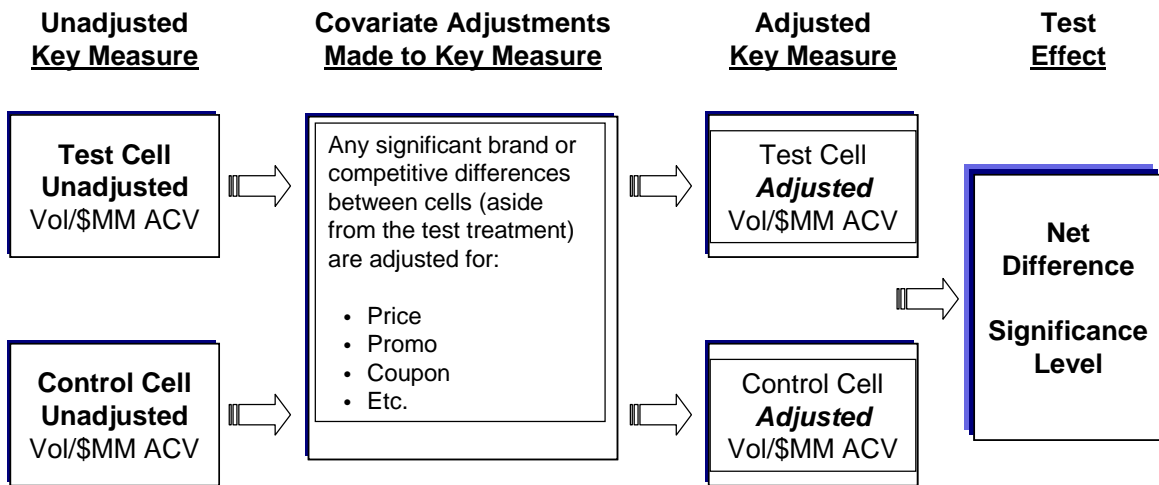 Unadjusted
Key Measure
Covariate Adjustments
Made to Key Measure
Adjusted
Key Measure
Test
Effect
Test Cell
Unadjusted
Vol/$MM ACV
Control Cell
Unadjusted
Vol/$MM ACV
Any significant brand or
competitive differences
between cells (aside
from the test treatment)
are adjusted for:
• Price
• Promo
• Coupon
• Etc.
Test Cell
Adjusted
Vol/$MM ACV
Control Cell
Adjusted
Vol/$MM ACV
Net
Difference
Significance
Level